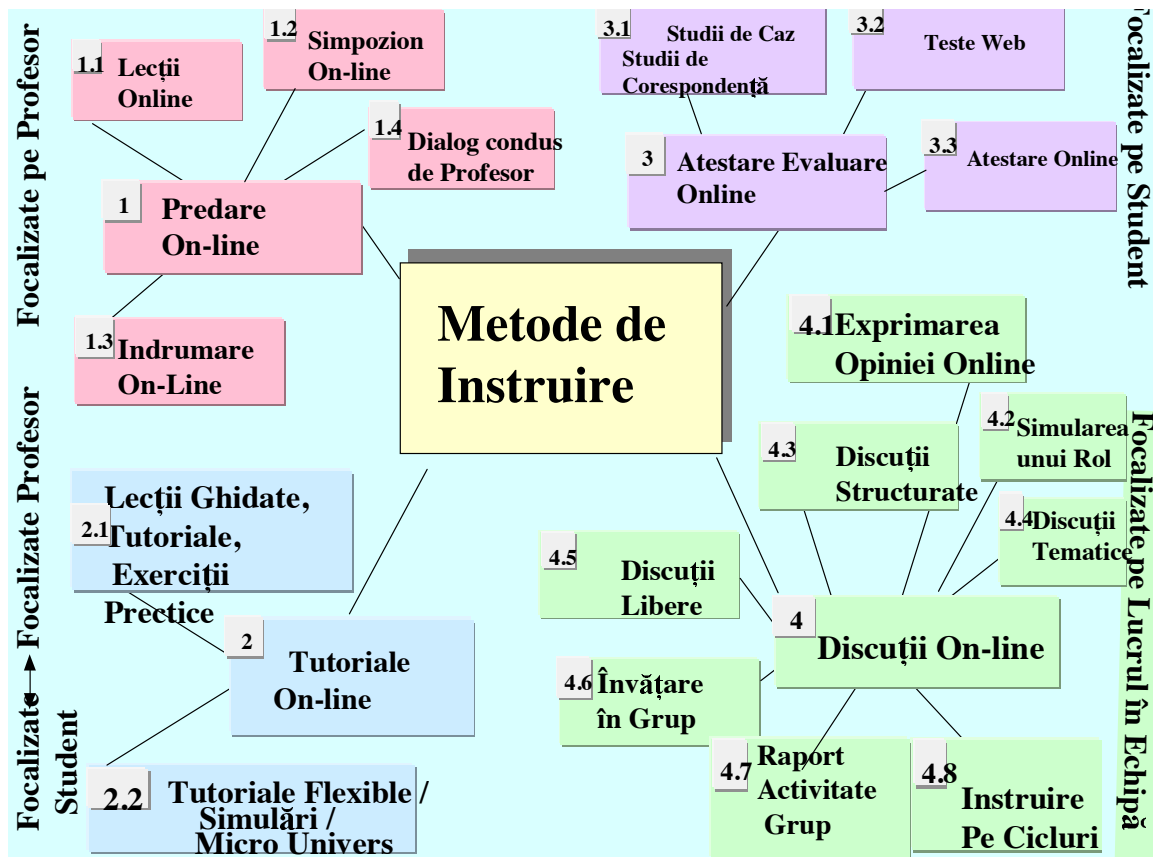 Focalizate pe Profesor
1.1
Lecții
Online
1.2
Simpozion
On-line
1.4
Dialog condus
de Profesor
1
Predare
On-line
1.3
Indrumare
On-Line
3.1
Studii de Caz
Studii de
Corespondență
3.2
Teste Web
3
Atestare Evaluare
Online
3.3
Atestare Online
Focalizate pe Student
Metode de
Instruire
Focalizate Profesor
Focalizate
Student
2.1
Lecții Ghidate,
Tutoriale,
Exerciții
Prectice
2
Tutoriale
On-line
2.2
Tutoriale Flexible /
Simulări /
Micro Univers
4.1
Exprimarea
Opiniei Online
4.2
Simularea
unui Rol
4.3
Discuții
Structurate
4.4
Discuții
Tematice
4.5
Discuții
Libere
4
Discuții On-line
4.6
Învățare
în Grup
4.7
Raport
Activitate
Grup
4.8
Instruire
Pe Cicluri
Focalizate pe Lucrul în Echipă